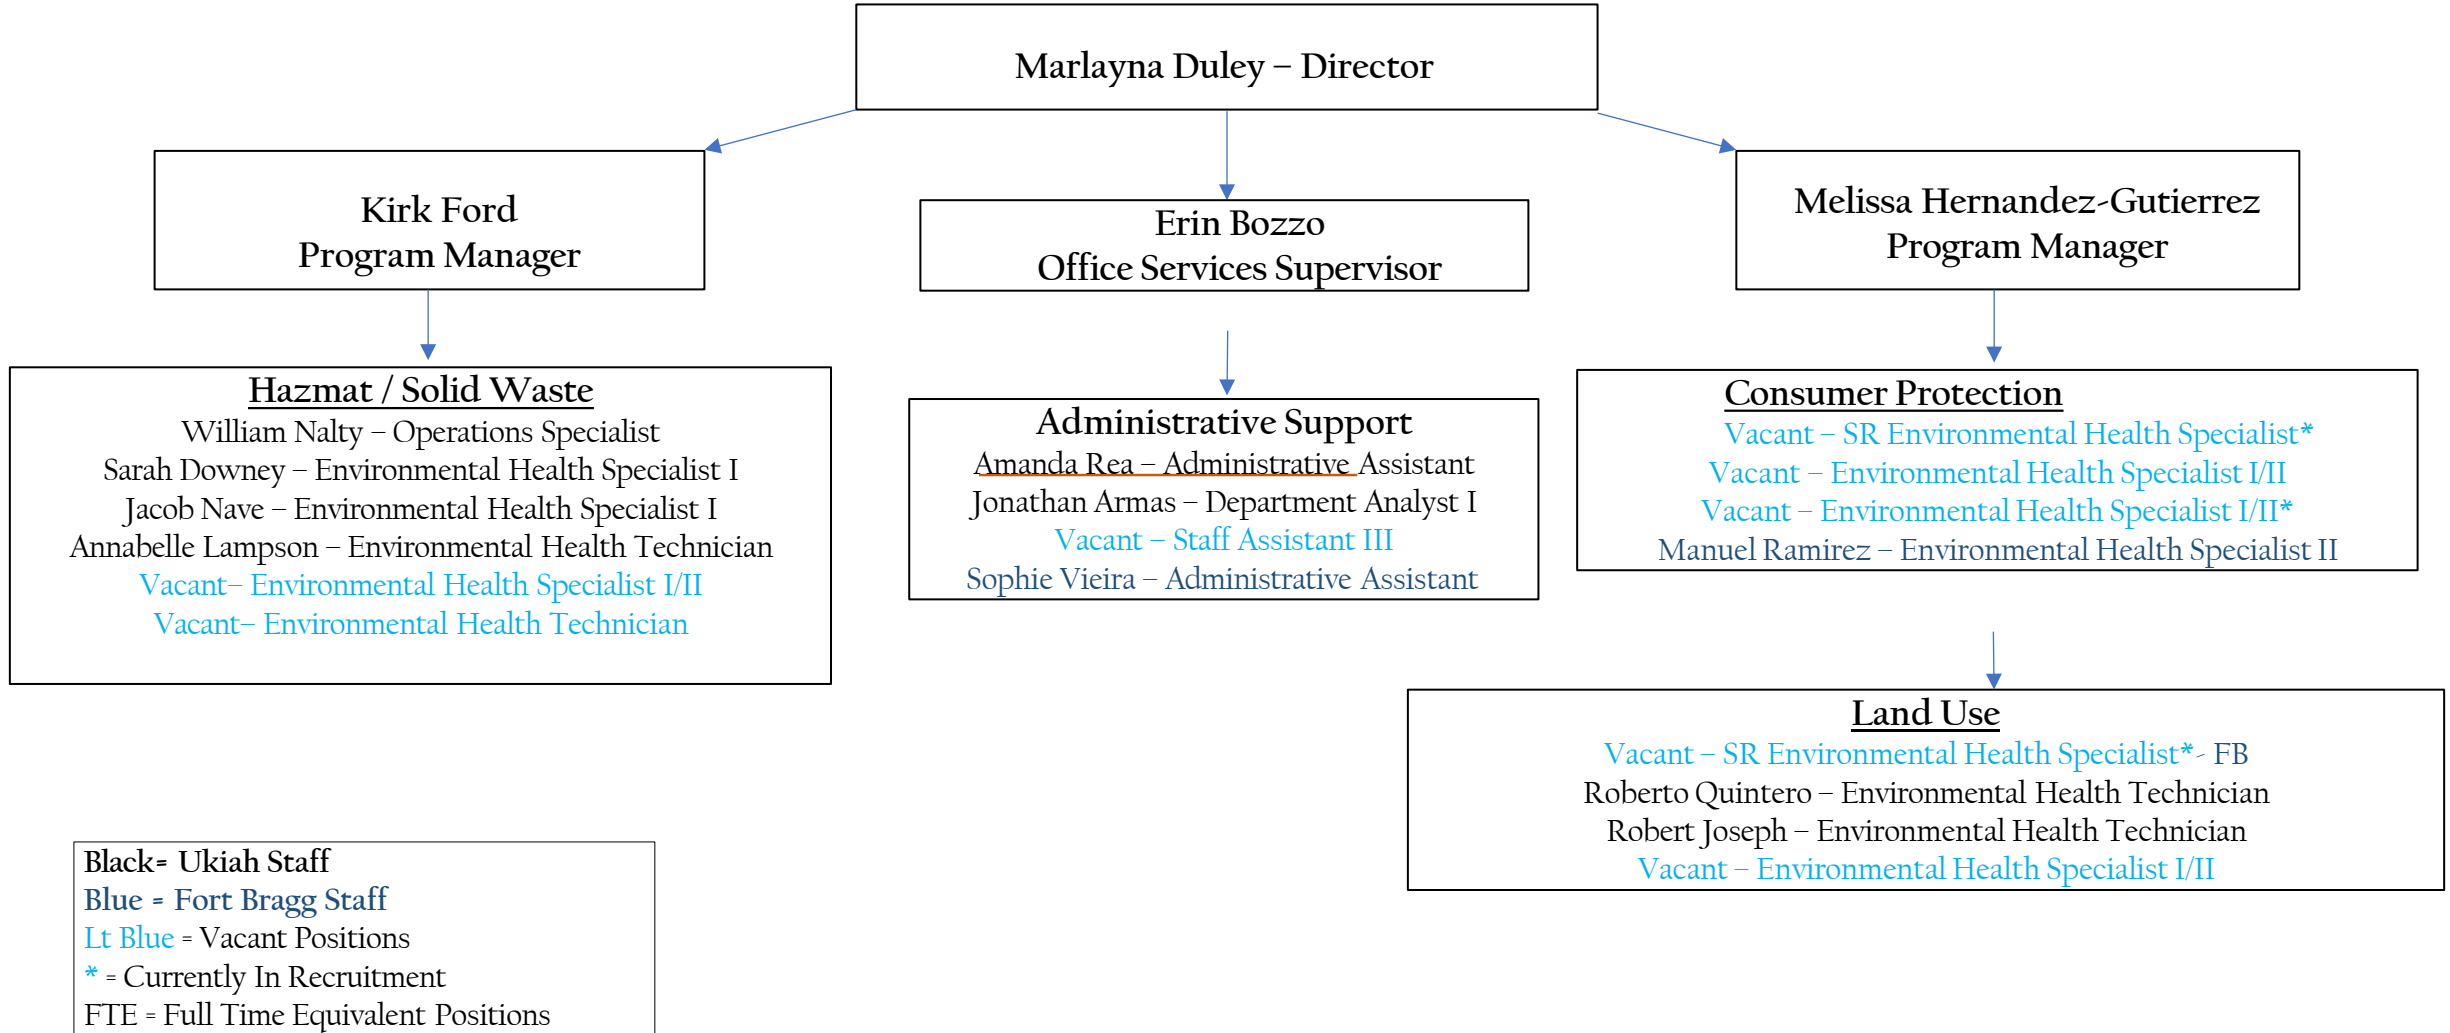 Marlayna Duley – Director
Kirk Ford
Program Manager
Erin Bozzo
Office Services Supervisor
Melissa Hernandez-Gutierrez
Program Manager
Hazmat / Solid Waste
William Nalty – Operations Specialist
Sarah Downey – Environmental Health Specialist I
Jacob Nave – Environmental Health Specialist I
Annabelle Lampson – Environmental Health Technician
Vacant– Environmental Health Specialist I/II
Vacant– Environmental Health Technician
Administrative Support
Amanda Rea – Administrative Assistant
Jonathan Armas – Department Analyst I
Vacant – Staff Assistant III
Sophie Vieira – Administrative Assistant
Consumer Protection
Vacant – SR Environmental Health Specialist*
Vacant – Environmental Health Specialist I/II
Vacant – Environmental Health Specialist I/II*
Manuel Ramirez – Environmental Health Specialist II
Land Use
Vacant – SR Environmental Health Specialist*- FB
Roberto Quintero – Environmental Health Technician
Robert Joseph – Environmental Health Technician
Vacant – Environmental Health Specialist I/II
Black= Ukiah Staff
Blue = Fort Bragg Staff
Lt Blue = Vacant Positions
* = Currently In Recruitment
FTE = Full Time Equivalent Positions